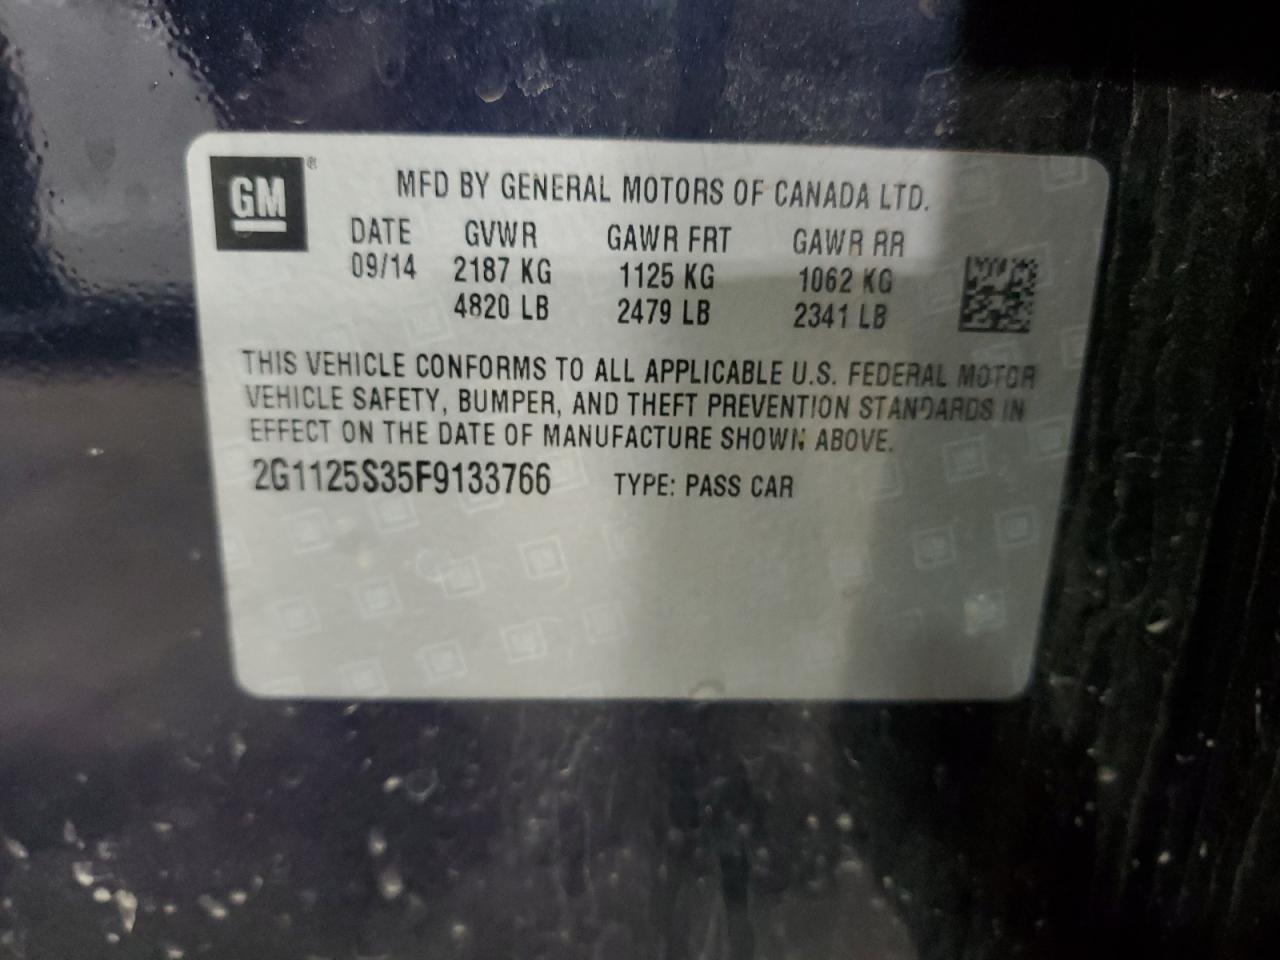 GM ®
MFD BY GENERAL MOTORS OF CANADA LTD.
DATE GVWR GAWR FRT GAWR RR
09/14 2187 KG 1125 KG 1062 KG
4820 LB 2479 LB 2341 LB
THIS VEHICLE CONFORMS TO ALL APPLICABLE U.S. FEDERAL MOTOR
VEHICLE SAFETY, BUMPER, AND THEFT PREVENTION STANDARDS IN
EFFECT ON THE DATE OF MANUFACTURE SHOWN ABOVE.
2G1125S35F9133766 TYPE: PASS CAR